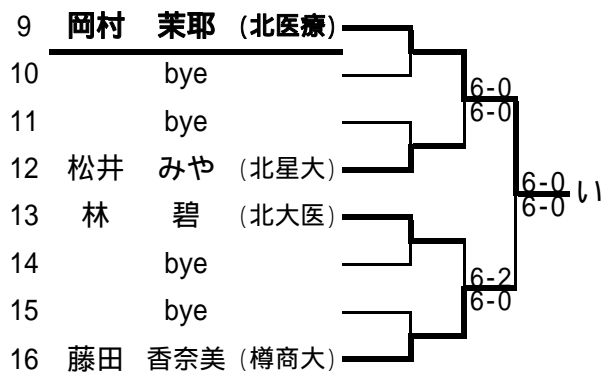 9 岡村 茉耶 (北医療)
10 bye
6-0
6-0
11 bye
12 松井 みや (北星大)
6-0
6-0
い
13 林 碧 (北大医)
14 bye
6-2
6-0
15 bye
16 藤田 香奈美 (樽商大)